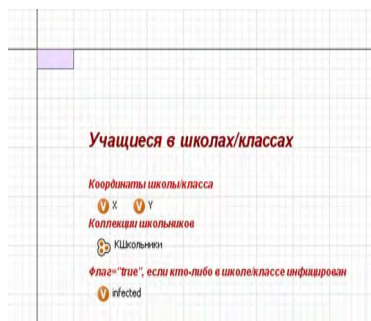 Учащиеся в школах/классах
Координаты школы/класса
X Y
Коллекции школьников
КШкольники
Флаг="true", если кто-либо в школе/классе инфицирован
infected